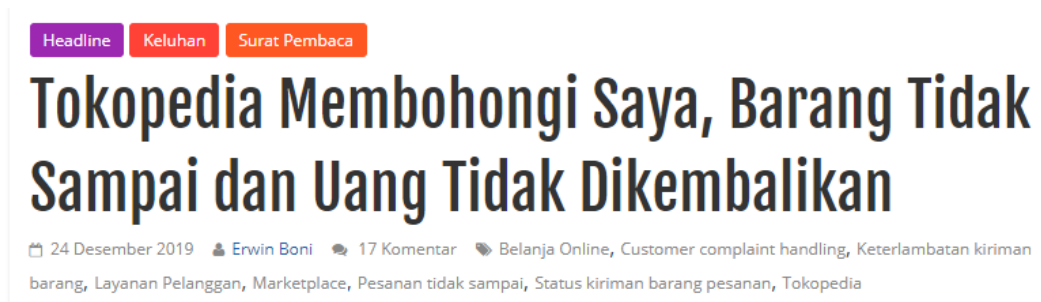 Headline Keluhan Surat Pembaca
Tokopedia Membohongi Saya, Barang Tidak
Sampai dan Uang Tidak Dikembalikan
24 Desember 2019 Erwin Boni 17 Komentar Belanja Online, Customer complaint handling, Keterlambatan kiriman
barang, Layanan Pelanggan, Marketplace, Pesanan tidak sampai, Status kiriman barang pesanan, Tokopedia